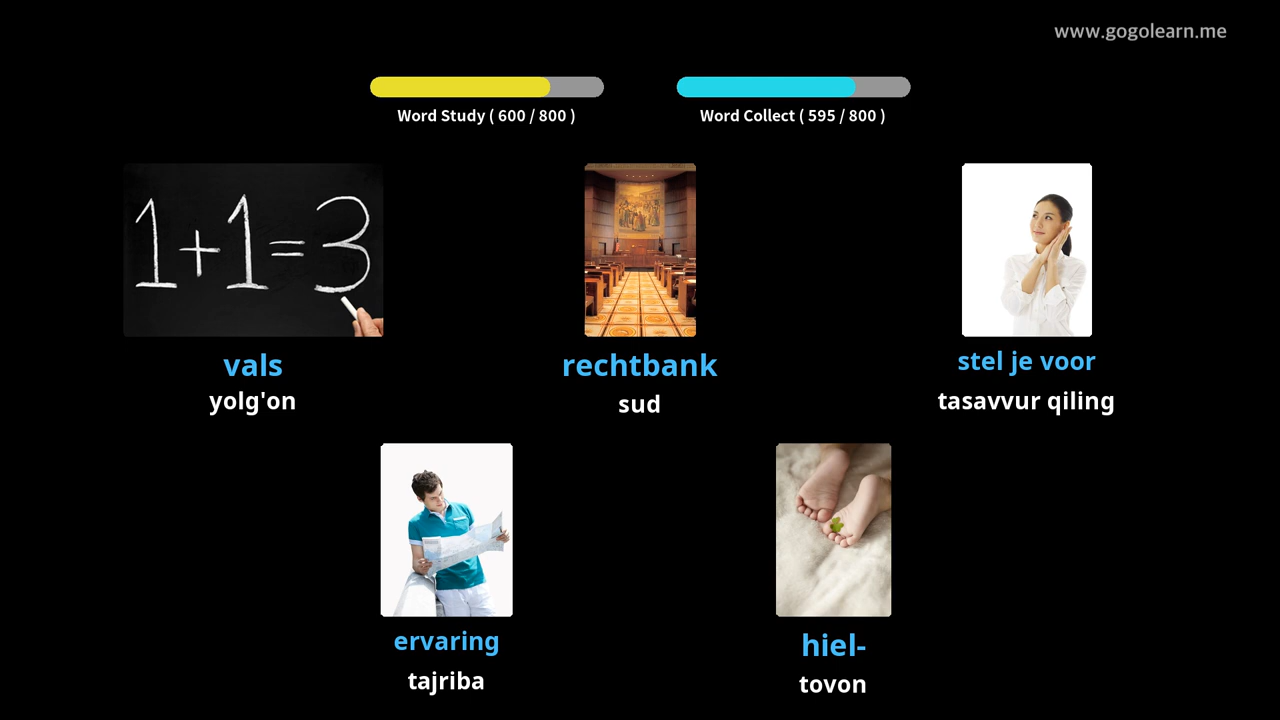 www.gogolearn.me
Word Study ( 600 / 800 )
Word Collect ( 595 / 800 )
1+1=3
vals
yolg'on
rechtbank
sud
stel je voor
tasavvur qiling
ervaring
tajriba
hiel-
tovon